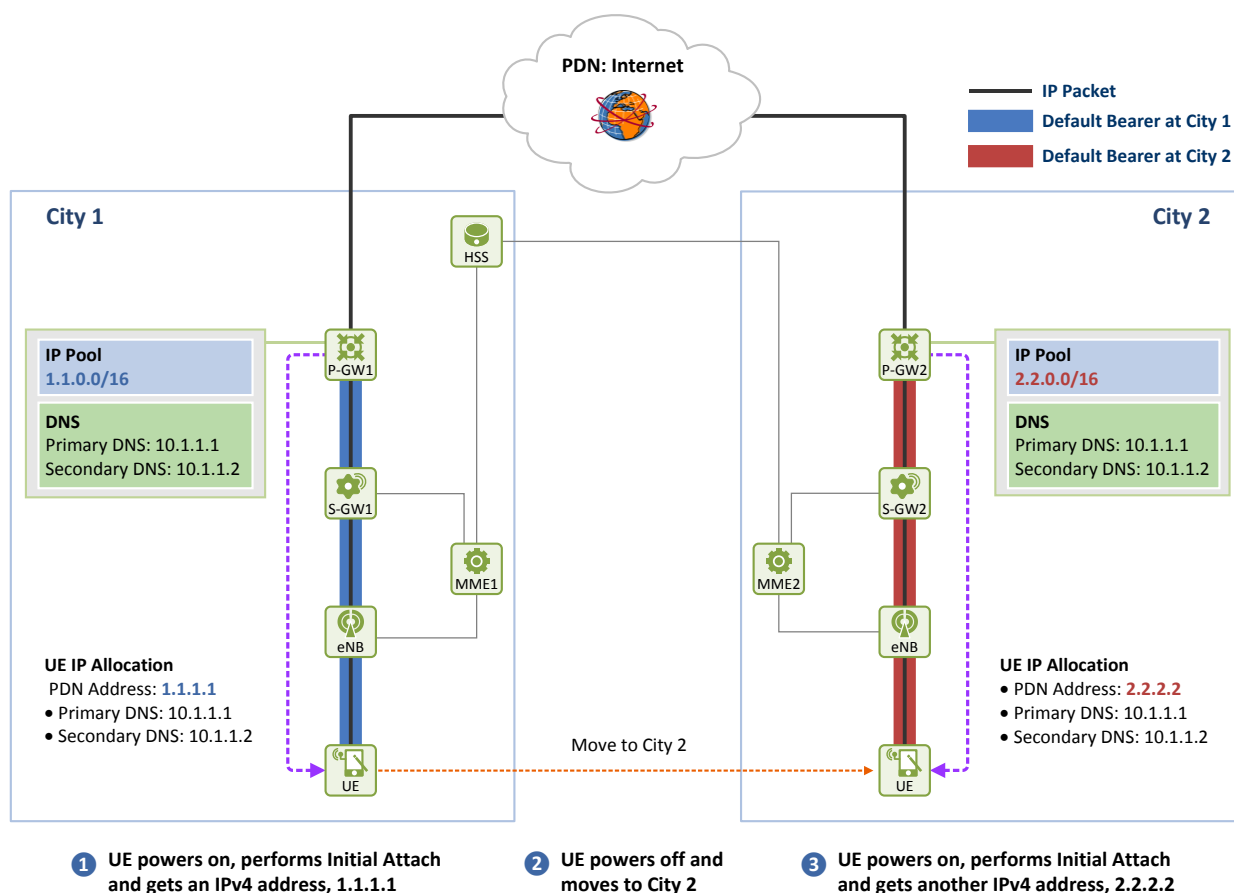 PDN: Internet
IP Packet
Default Bearer at City 1
Default Bearer at City 2
City 1
HSS
P-GW1
IP Pool
1.1.0.0/16
DNS
Primary DNS: 10.1.1.1
Secondary DNS: 10.1.1.2
S-GW1
MME1
eNB
UE IP Allocation
PDN Address: 1.1.1.1
• Primary DNS: 10.1.1.1
• Secondary DNS: 10.1.1.2
UE
Move to City 2
City 2
P-GW2
IP Pool
2.2.0.0/16
DNS
Primary DNS: 10.1.1.1
Secondary DNS: 10.1.1.2
S-GW2
MME2
eNB
UE IP Allocation
• PDN Address: 2.2.2.2
• Primary DNS: 10.1.1.1
• Secondary DNS: 10.1.1.2
UE
1 UE powers on, performs Initial Attach
and gets an IPv4 address, 1.1.1.1
2 UE powers off and
moves to City 2
3 UE powers on, performs Initial Attach
and gets another IPv4 address, 2.2.2.2